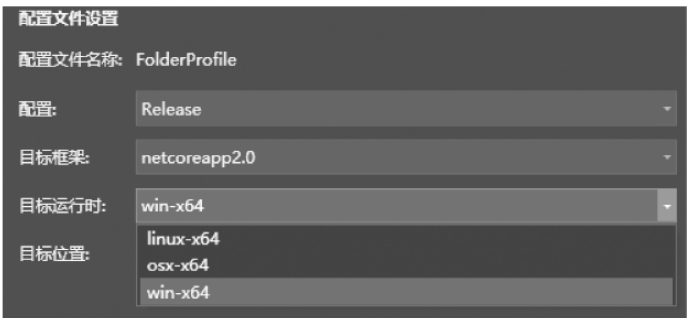 配置文件设置
配置文件名称: FolderProfile
配置: Release
目标框架: netcoreapp2.0
目标运行时: win-x64
linux-x64
目标位置:
osx-x64
win-x64